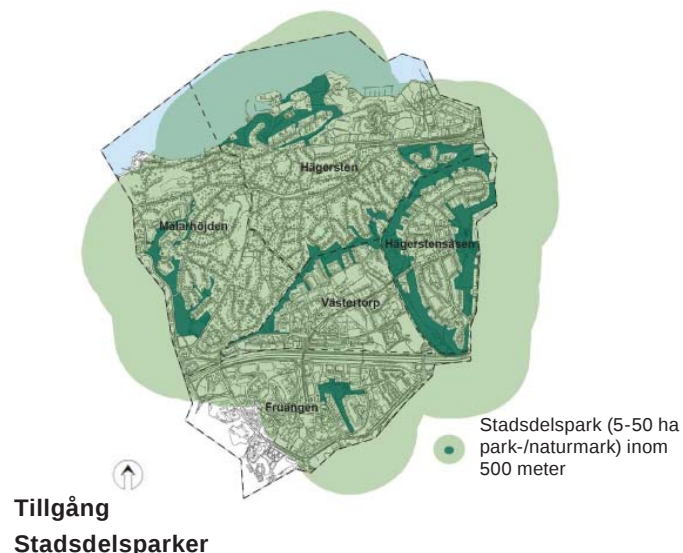 Hägersten
Mälarhöjden
Hägerstensåsen
Västertorp
Fruängen
Stadsdelspark (5-50 ha
park-/naturmark) inom
500 meter
Tillgång
Stadsdelsparker